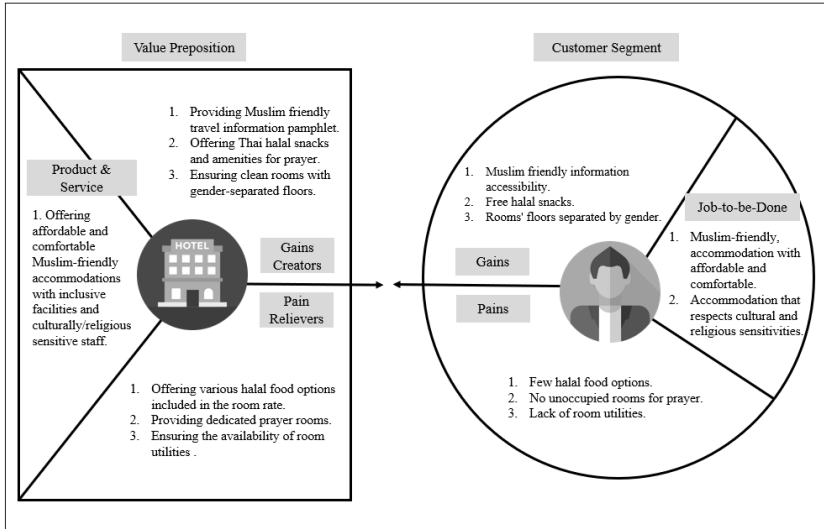 Value Preposition
Customer Segment
1. Providing Muslim friendly
travel information pamphlet.
2. Offering Thai halal snacks
and amenities for prayer.
3. Ensuring clean rooms with
gender-separated floors.
Product &
Service
1. Offering
affordable and
comfortable
Muslim-friendly
accommodations
with inclusive
facilities and
culturally/religious
sensitive staff.
HOTEL
Gains
Creators
Pain
Relievers
1. Offering various halal food options
included in the room rate.
2. Providing dedicated prayer rooms.
3. Ensuring the availability of room
utilities .
1. Muslim friendly information
accessibility.
2. Free halal snacks.
3. Rooms' floors separated by gender.
Gains
Pains
Job-to-be-Done
1. Muslim-friendly,
accommodation with
affordable and
comfortable.
2. Accommodation that
respects cultural and
religious sensitivities.
1. Few halal food options.
2. No unoccupied rooms for prayer.
3. Lack of room utilities.